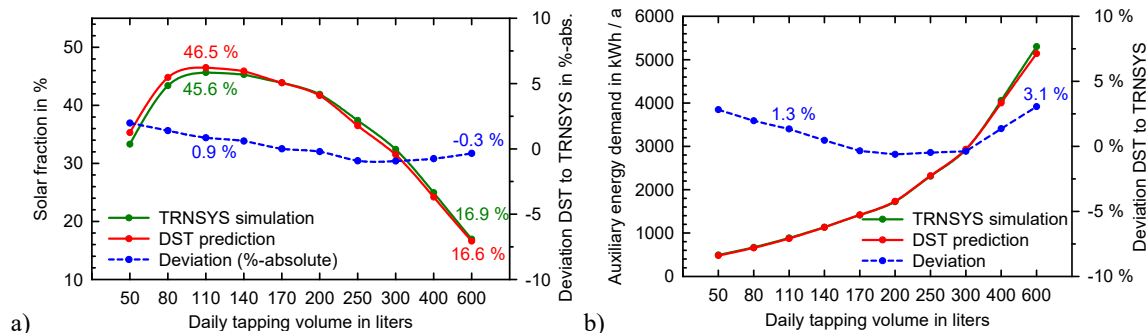 Solar fraction in %
50
40
30
20
10
46.5 %
45.6 %
0.9 %
-0.3 %
16.9 %
16.6 %
TRNSYS simulation
DST prediction
Deviation (%-absolute)
10
5
0
-5
-10
Deviation DST to TRNSYS in %-abs.
50 80 110 140 170 200 250 300 400 600
Daily tapping volume in liters
a)
Auxiliary energy demand in kWh / a
6000
5000
4000
3000
2000
1000
0
1.3 %
3.1 %
TRNSYS simulation
DST prediction
Deviation
10 %
5 %
0 %
-5 %
-10 %
Deviation DST to TRNSYS
50 80 110 140 170 200 250 300 400 600
Daily tapping volume in liters
b)